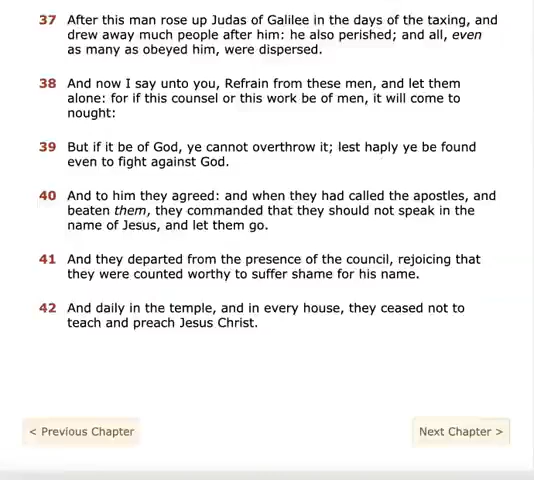 37 After this man rose up Judas of Galilee in the days of the taxing, and
drew away much people after him: he also perished; and all, even
as many as obeyed him, were dispersed.
38 And now I say unto you, Refrain from these men, and let them
alone: for if this counsel or this work be of men, it will come to
nought:
39 But if it be of God, ye cannot overthrow it; lest haply ye be found
even to fight against God.
40 And to him they agreed: and when they had called the apostles, and
beaten them, they commanded that they should not speak in the
name of Jesus, and let them go.
41 And they departed from the presence of the council, rejoicing that
they were counted worthy to suffer shame for his name.
42 And daily in the temple, and in every house, they ceased not to
teach and preach Jesus Christ.
< Previous Chapter
Next Chapter >